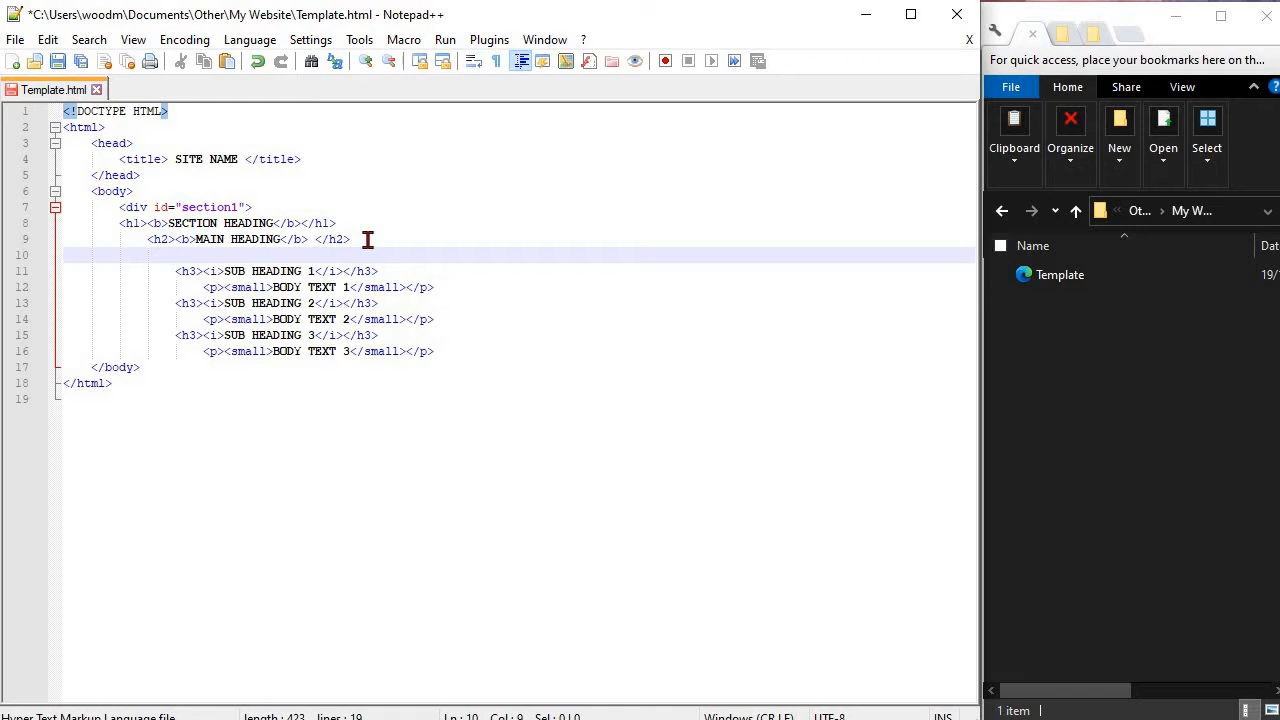 *C:\Users\woodm\Documents\Other\My Website\Template.html - Notepad++
File Edit Search View Encoding Language Settings T Ma Run Plugins Window ? X
Template.html
1 <!DOCTYPE HTML>
2 <html>
3 <head>
4 <title> SITE NAME </title>
5 </head>
6 <body>
7 <div id="section1">
8 <h1><b>SECTION HEADING</b></h1>
9 <h2><b>MAIN HEADING</b> </h2>
10
11 <h3><i>SUB HEADING 1</i></h3>
12 <p><small>BODY TEXT 1</small></p>
13 <h3><i>SUB HEADING 2</i></h3>
14 <p><small>BODY TEXT 2</small></p>
15 <h3><i>SUB HEADING 3</i></h3>
16 <p><small>BODY TEXT 3</small></p>
17 </body>
18 </html>
19
Hyper Text Markup Language file length : 423 lines : 19 Ln : 10 Col : 9 Sel : 0 | 0 Windows (CR LF) UTF-8 INS
For quick access, place your bookmarks here on th...
File Home Share View
Clipboard Organize New Open Select
Ot... My W...
Name Dat
Template 19/
1 item